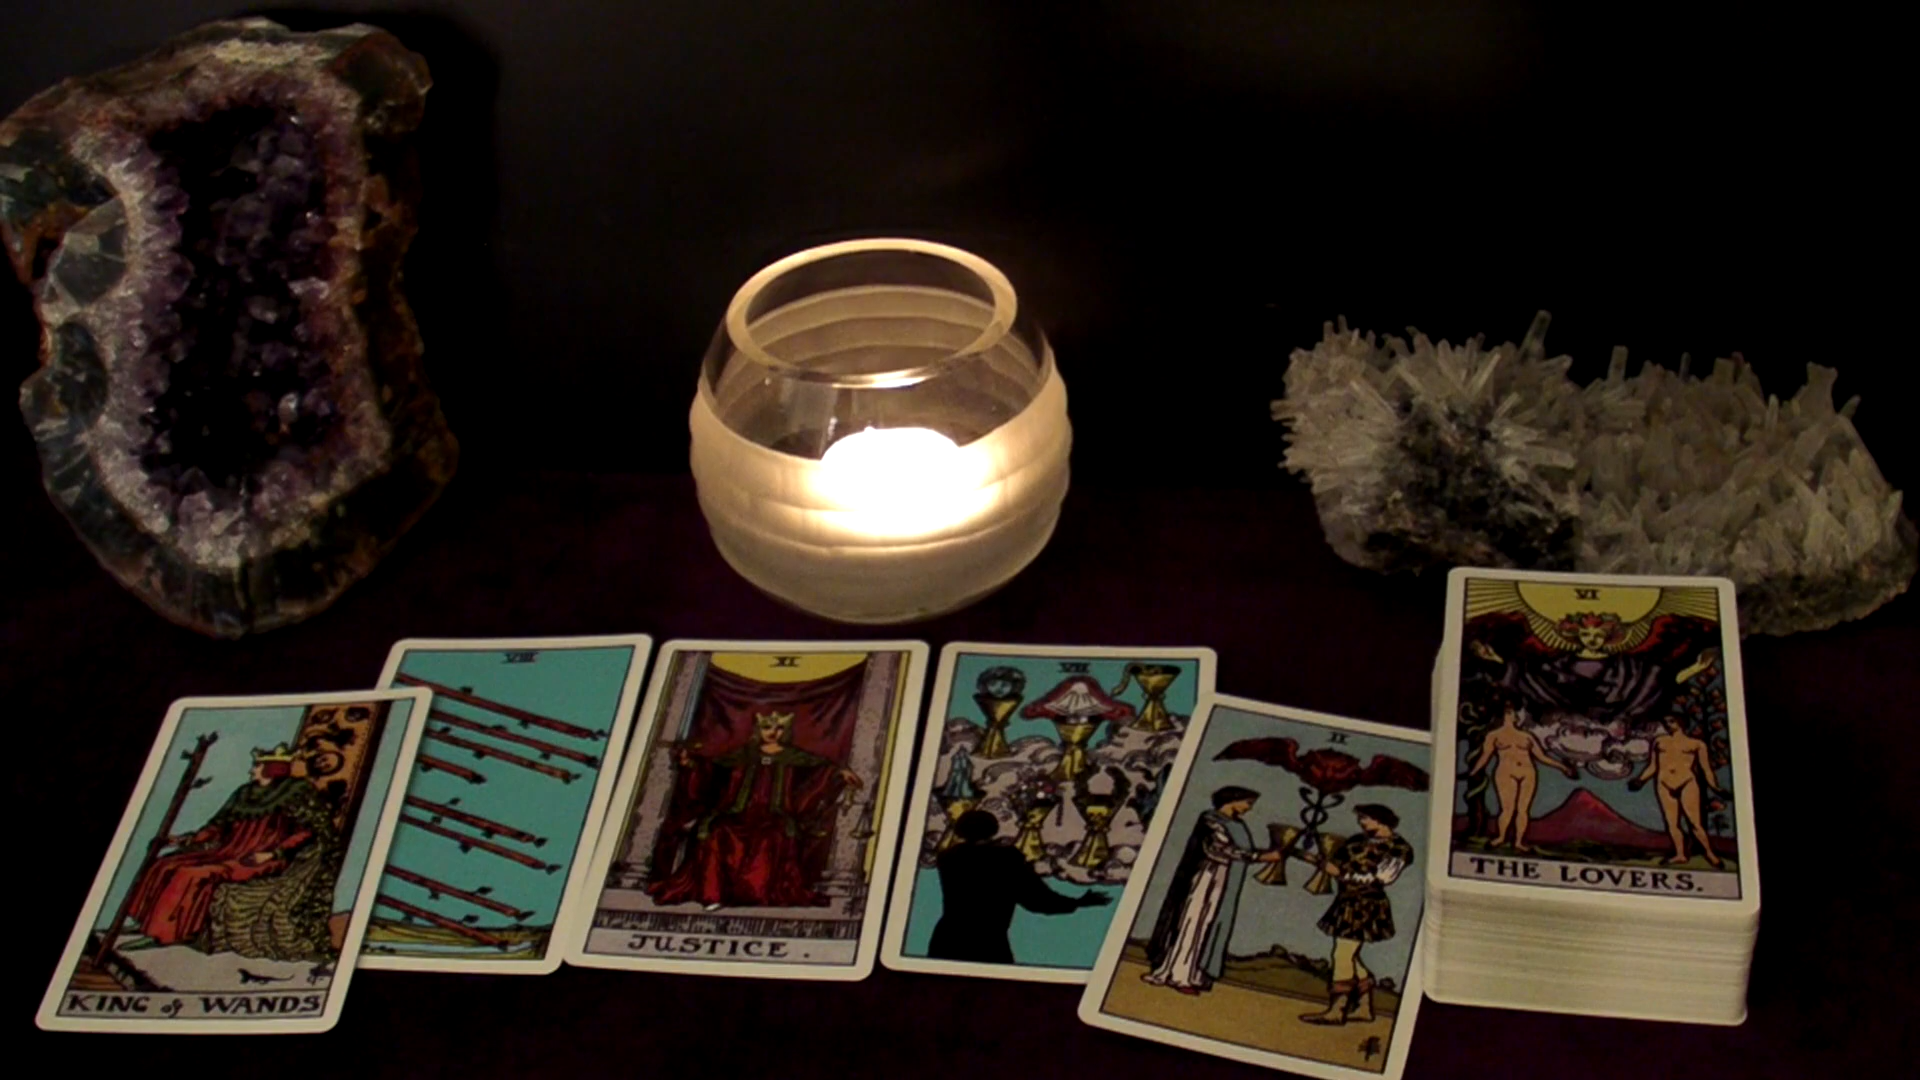 KING of WANDS
VIII
XI
JUSTICE.
VII
II
VI
THE LOVERS.